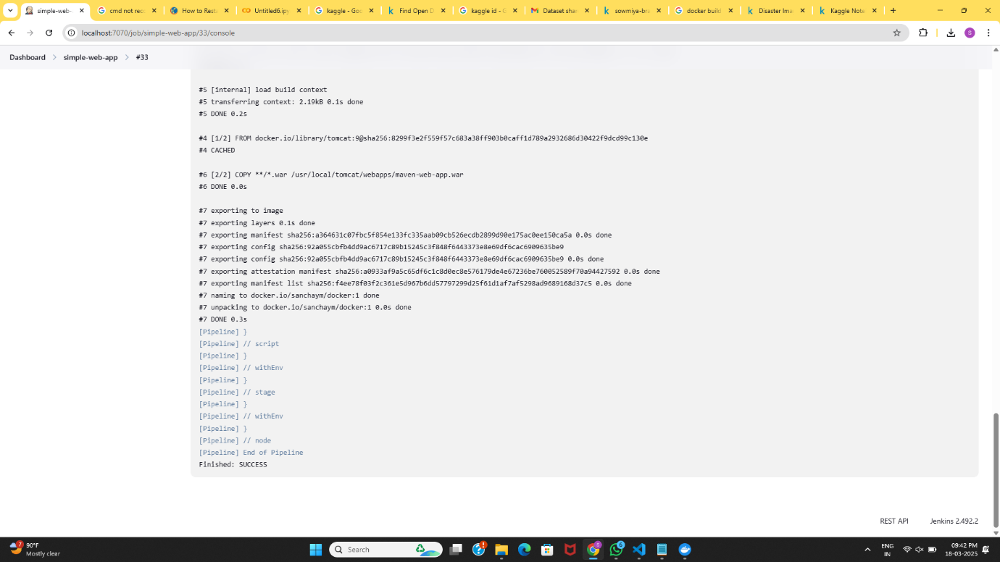 simple-web-
cmd not reco
How to Resto
Untitled6.ipy
kaggle - Goo
Find Open D
kaggle id - G
Dataset shar
sowmiya-bra
docker build
Disaster Ima
Kaggle Note
localhost:7070/job/simple-web-app/33/console
S
Dashboard > simple-web-app > #33
#5 [internal] load build context
#5 transferring context: 2.19kB 0.1s done
#5 DONE 0.2s
#4 [1/2] FROM docker.io/library/tomcat:9@sha256:8299f3e2f559f57c683a38ff903b0caff1d789a2932686d30422f9dcd99c130e
#4 CACHED
#6 [2/2] COPY **/*.war /usr/local/tomcat/webapps/maven-web-app.war
#6 DONE 0.0s
#7 exporting to image
#7 exporting layers 0.1s done
#7 exporting manifest sha256:a364631c07fbc5f854e133fc335aab09cb526ecdb2899d90e175ac0ee150ca5a 0.0s done
#7 exporting config sha256:92a055cbfb4dd9ac6717c89b15245c3f848f6443373e8e69df6cac6909635be9
#7 exporting config sha256:92a055cbfb4dd9ac6717c89b15245c3f848f6443373e8e69df6cac6909635be9 0.0s done
#7 exporting attestation manifest sha256:a0933af9a5c65df6c1c8d0ec8e576179de4e67236be760052589f70a94427592 0.0s done
#7 exporting manifest list sha256:f4ee78f03f2c361e5d967b6dd57797299d25f61d1af7af5298ad9689168d37c5 0.0s done
#7 naming to docker.io/sanchaym/docker:1 done
#7 unpacking to docker.io/sanchaym/docker:1 0.0s done
#7 DONE 0.3s
[Pipeline] }
[Pipeline] // script
[Pipeline] }
[Pipeline] // withEnv
[Pipeline] }
[Pipeline] // stage
[Pipeline] }
[Pipeline] // withEnv
[Pipeline] }
[Pipeline] // node
[Pipeline] End of Pipeline
Finished: SUCCESS
REST API
Jenkins 2.492.2
7
90°F
Mostly clear
Search
S
6
ENG
IN
09:42 PM
18-03-2025